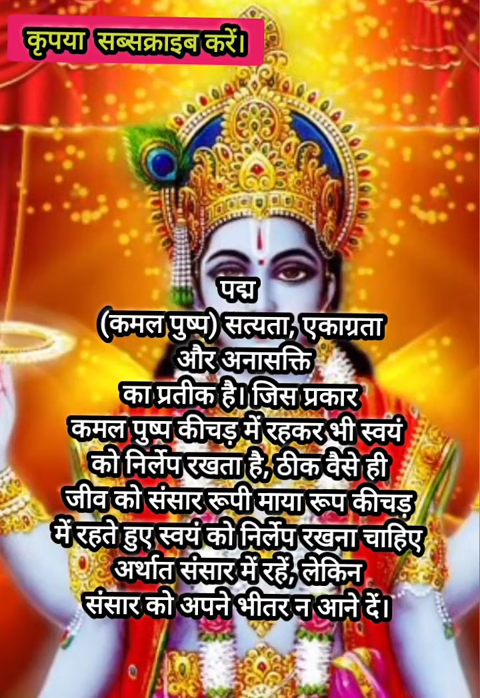 कृपया सब्सक्राइब करें।
पद्म
(कमल पुष्प) सत्यता, एकाग्रता
और अनासक्ति
का प्रतीक है। जिस प्रकार
कमल पुष्प कीचड़ में रहकर भी स्वयं
को निर्लेप रखता है, ठीक वैसे ही
जीव को संसार रूपी माया रूप कीचड़
में रहते हुए स्वयं को निर्लेप रखना चाहिए
अर्थात संसार में रहें, लेकिन
संसार को अपने भीतर न आने दें।